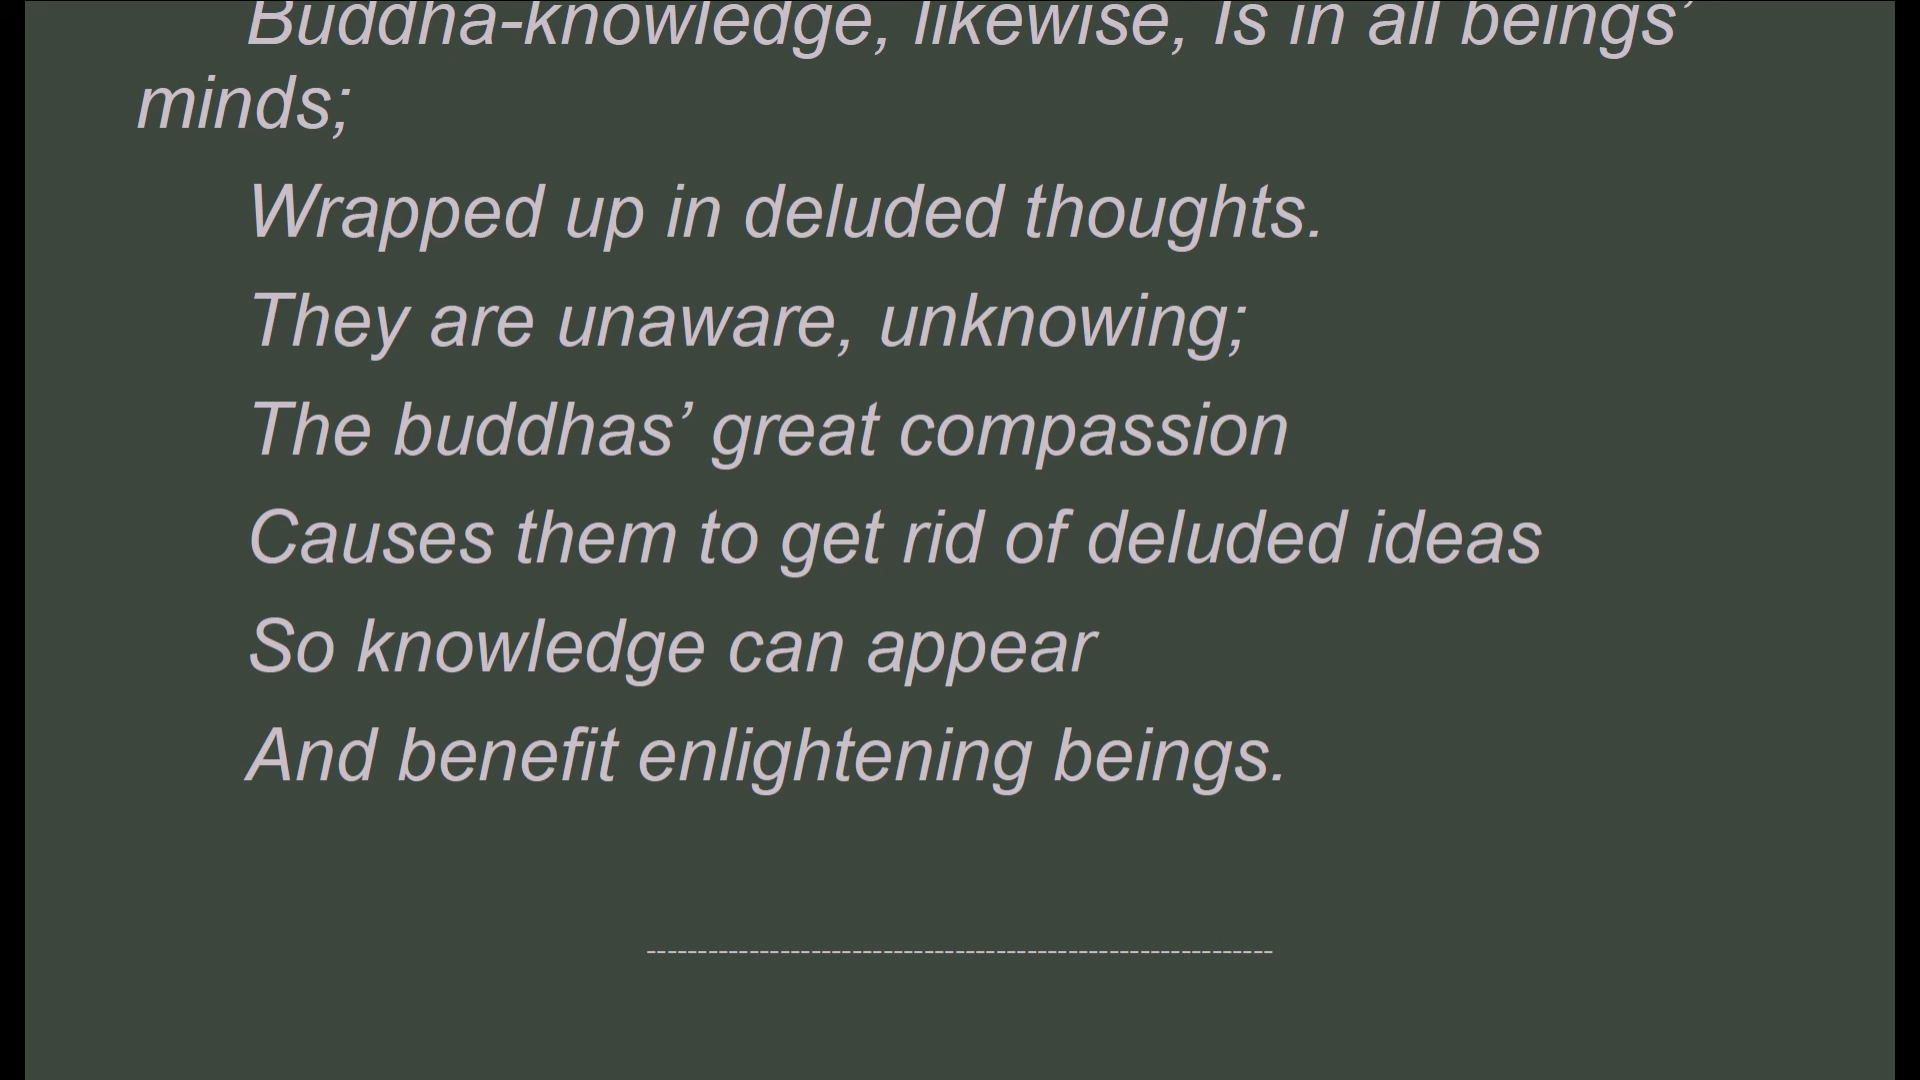 Buddha-knowledge, likewise, Is in all beings’
minds;
Wrapped up in deluded thoughts.
They are unaware, unknowing;
The buddhas’ great compassion
Causes them to get rid of deluded ideas
So knowledge can appear
And benefit enlightening beings.
-------------------------------------------------------------